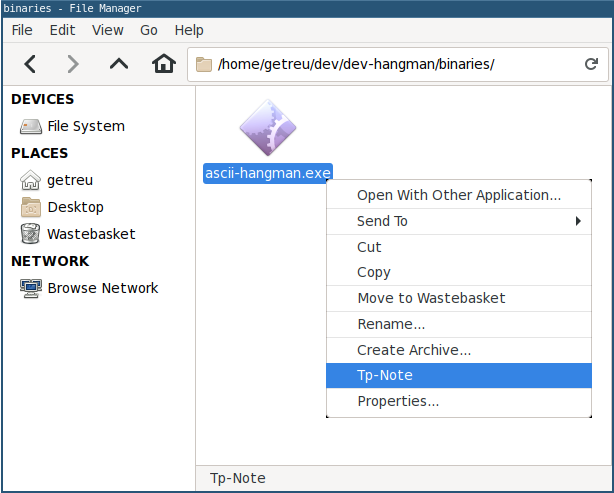 binaries - File Manager
File Edit View Go Help
/home/getreu/dev/dev-hangman/binaries/
DEVICES
File System
PLACES
getreu
Desktop
Wastebasket
NETWORK
Browse Network
ascii-hangman.exe
Open With Other Application...
Send To
Cut
Copy
Move to Wastebasket
Rename...
Create Archive...
Tp-Note
Properties...
Tp-Note